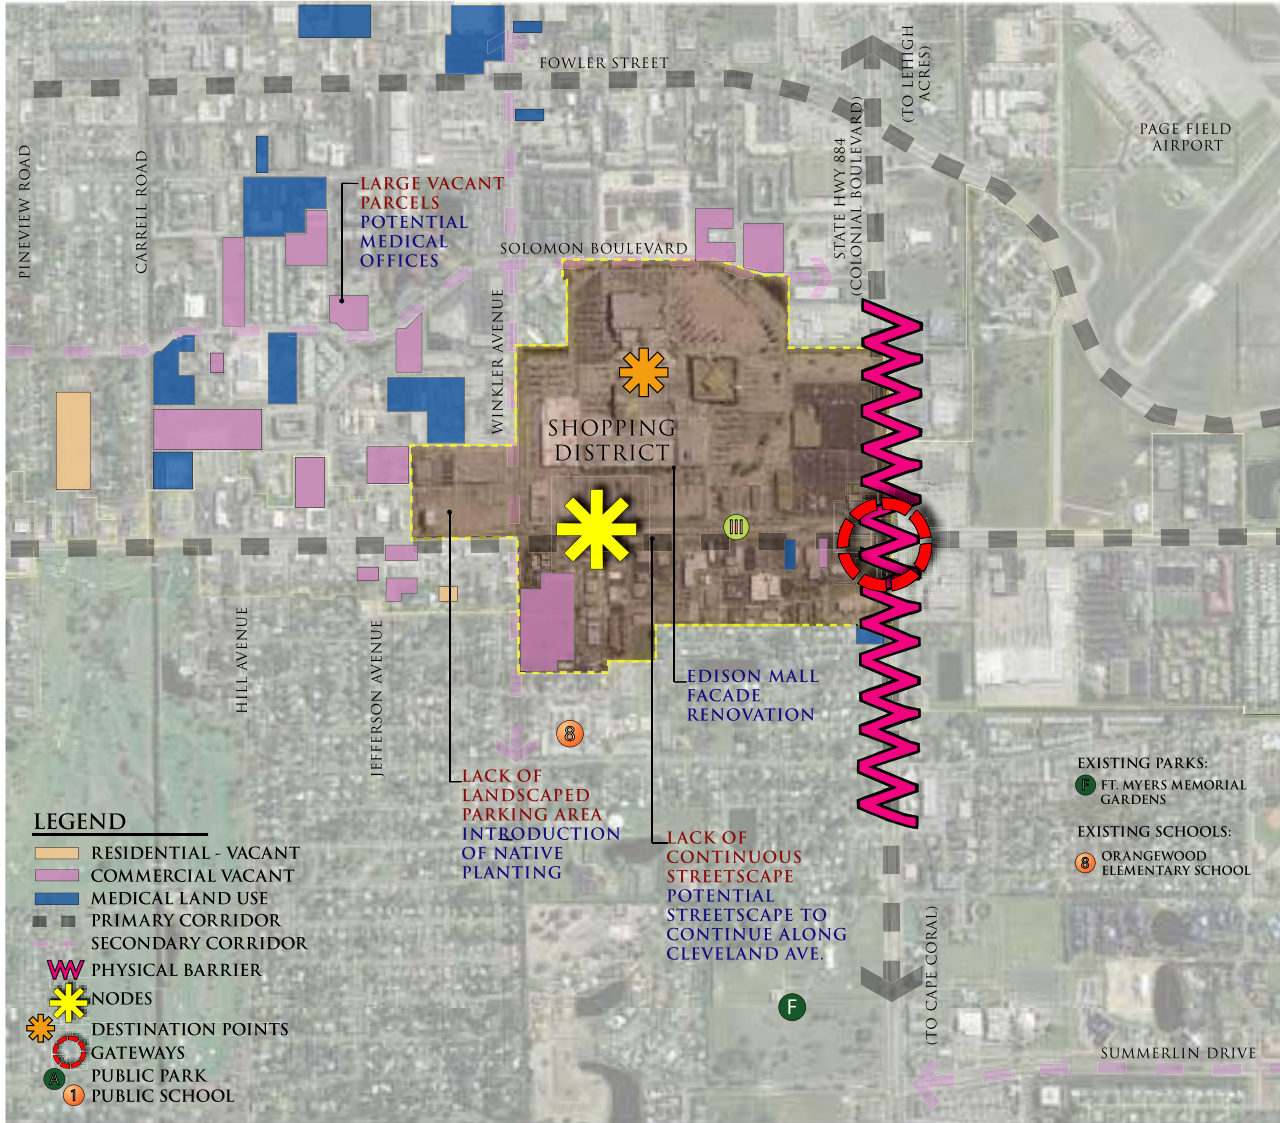 FOWLER STREET
(TO LEHIGH
ACRES)
PAGE FIELD
AIRPORT
STATE HWY 884
(COLONIAL BOULEVARD)
PINEVIEW ROAD
CARRELL ROAD
LARGE VACANT
PARCELS
POTENTIAL
MEDICAL
OFFICES
SOLOMON BOULEVARD
WINKLER AVENUE
SHOPPING
DISTRICT
III
HILL AVENUE
JEFFERSON AVENUE
EDISON MALL
FACADE
RENOVATION
8
LACK OF
LANDSCAPED
PARKING AREA
INTRODUCTION
OF NATIVE
PLANTING
LACK OF
CONTINUOUS
STREETSCAPE
POTENTIAL
STREETSCAPE TO
CONTINUE ALONG
CLEVELAND AVE.
EXISTING PARKS:
F FT. MYERS MEMORIAL
GARDENS
EXISTING SCHOOLS:
8 ORANGEWOOD
ELEMENTARY SCHOOL
F
(TO CAPE CORAL)
SUMMERLIN DRIVE
LEGEND
RESIDENTIAL - VACANT
COMMERCIAL VACANT
MEDICAL LAND USE
PRIMARY CORRIDOR
SECONDARY CORRIDOR
PHYSICAL BARRIER
NODES
DESTINATION POINTS
GATEWAYS
A PUBLIC PARK
1 PUBLIC SCHOOL